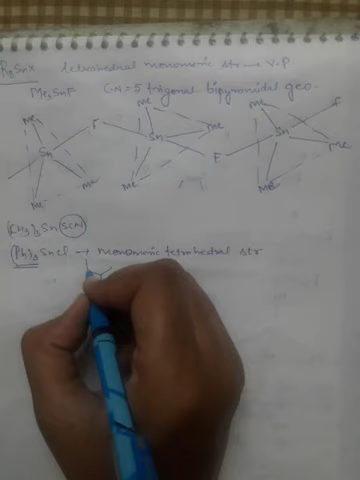 R₃SnX tetrahedral monomeric str → V.P
Me₃SnF CN=5 trigonal bipyramidal geo.
Me Me Me F
F Sn Me Sn Me
Sn Me F
Me Me Me
(CH₃)₃Sn SCN
(Ph)₃SnCl → monomeric tetrahedral str